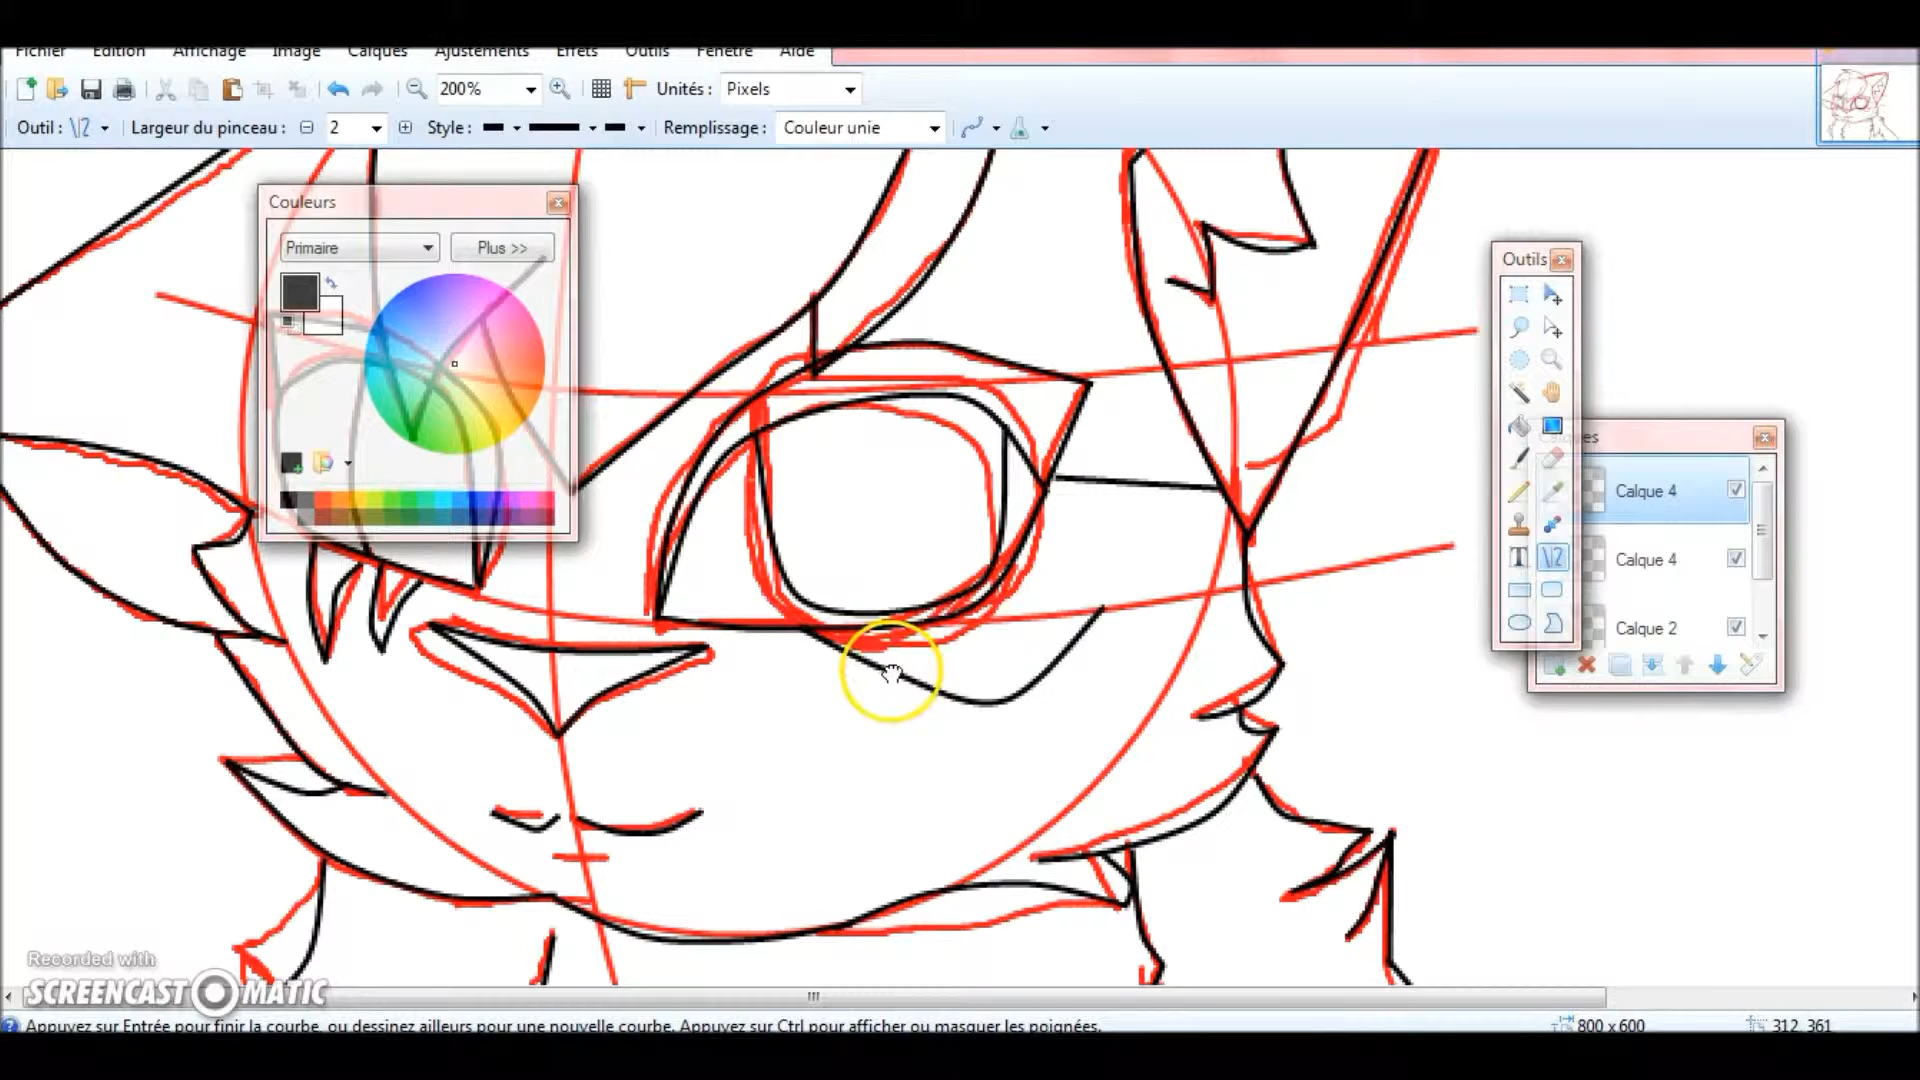 Fichier Edition Affichage Image Calques Ajustements Effets Outils Fenêtre Aide
200% Unités : Pixels
Outil : Largeur du pinceau : 2 Style : Remplissage : Couleur unie
Couleurs
Primaire Plus >>
Outils
Calque 4
Calque 4
Calque 2
Recorded with
SCREENCAST MATIC
Appuyez sur Entrée pour finir la courbe, ou dessinez ailleurs pour une nouvelle courbe. Appuyez sur Ctrl pour afficher ou masquer les poignées. 800 x 600 312, 361